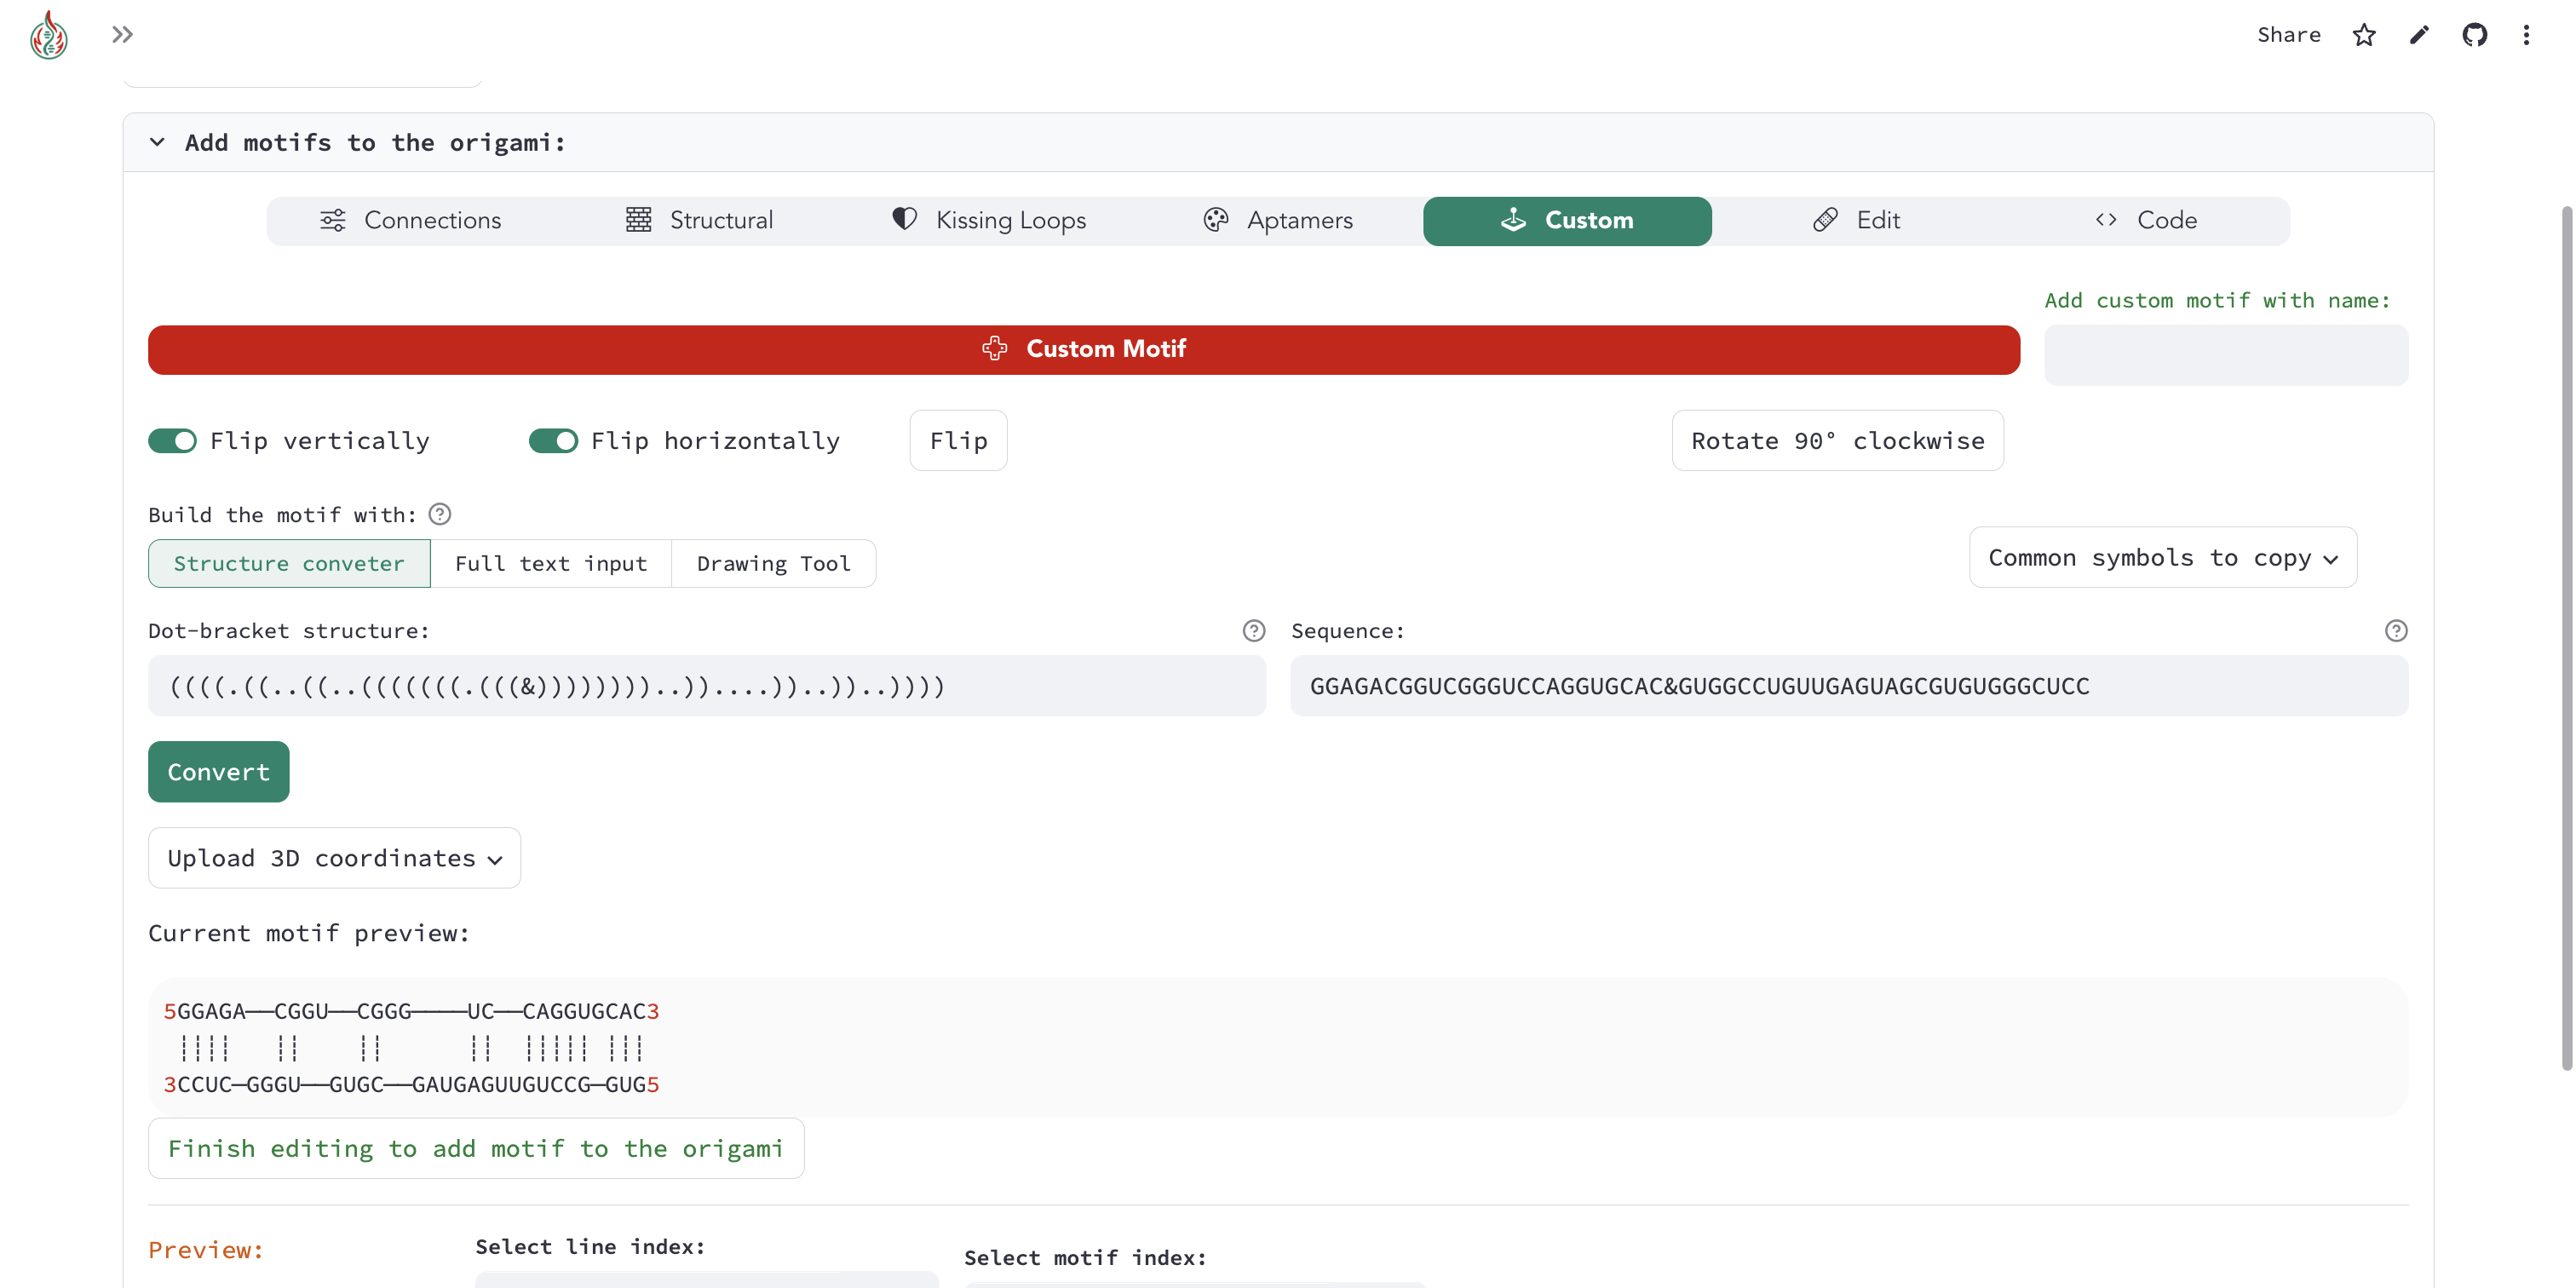 Share
Add motifs to the origami:
Connections Structural Kissing Loops Aptamers Custom Edit Code
Add custom motif with name:
Custom Motif
Flip vertically Flip horizontally Flip Rotate 90° clockwise
Build the motif with:
Structure conveter Full text input Drawing Tool Common symbols to copy
Dot-bracket structure: Sequence:
((((.((..((..(((((((.(((&))))))))..))....))..))..)))) GGAGACGGUCGGGUCCAGGUGCAC&GUGGCCUGUUGAGUAGCGUGUGGGCUCC
Convert
Upload 3D coordinates
Current motif preview:
5GGAGA──CGGU──CGGG────UC──CAGGUGCAC3
┊┊┊┊ ┊┊ ┊┊ ┊┊ ┊┊┊┊┊ ┊┊┊
3CCUC─GGGU──GUGC──GAUGAGUUGUCCG─GUG5
Finish editing to add motif to the origami
Preview: Select line index: Select motif index: